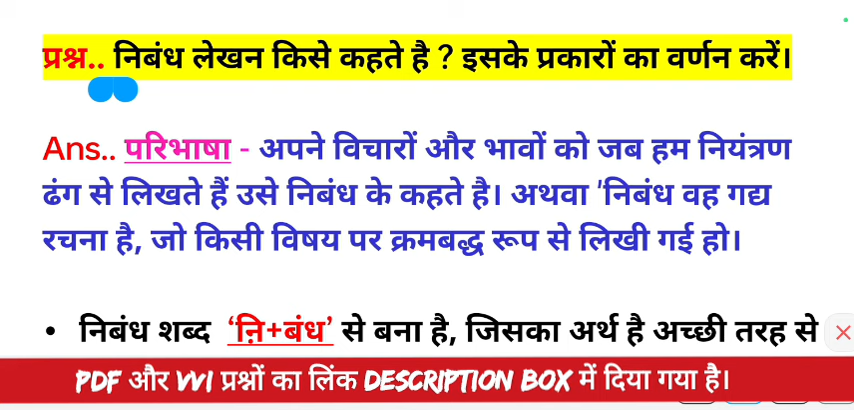 प्रश्न.. निबंध लेखन किसे कहते है ? इसके प्रकारों का वर्णन करें।
Ans.. परिभाषा - अपने विचारों और भावों को जब हम नियंत्रण
ढंग से लिखते हैं उसे निबंध के कहते है। अथवा 'निबंध वह गद्य
रचना है, जो किसी विषय पर क्रमबद्ध रूप से लिखी गई हो।
• निबंध शब्द ‘ऩि+बंध’ से बना है, जिसका अर्थ है अच्छी तरह से
PDF और VVI प्रश्नों का लिंक DESCRIPTION BOX में दिया गया है।